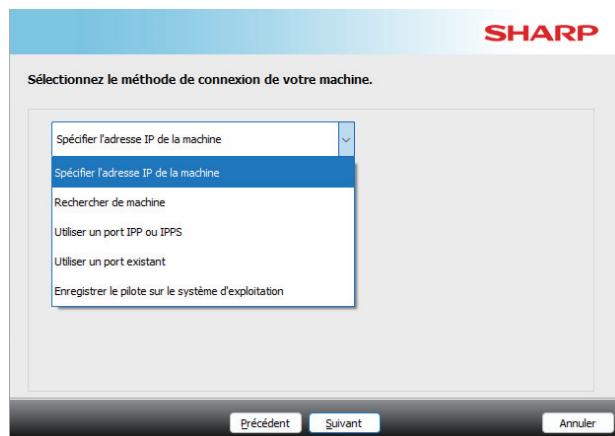 SHARP
Sélectionnez le méthode de connexion de votre machine.
Spécifier l'adresse IP de la machine
Spécifier l'adresse IP de la machine
Rechercher de machine
Utiliser un port IPP ou IPPS
Utiliser un port existant
Enregistrer le pilote sur le système d'exploitation
Précédent Suivant Annuler